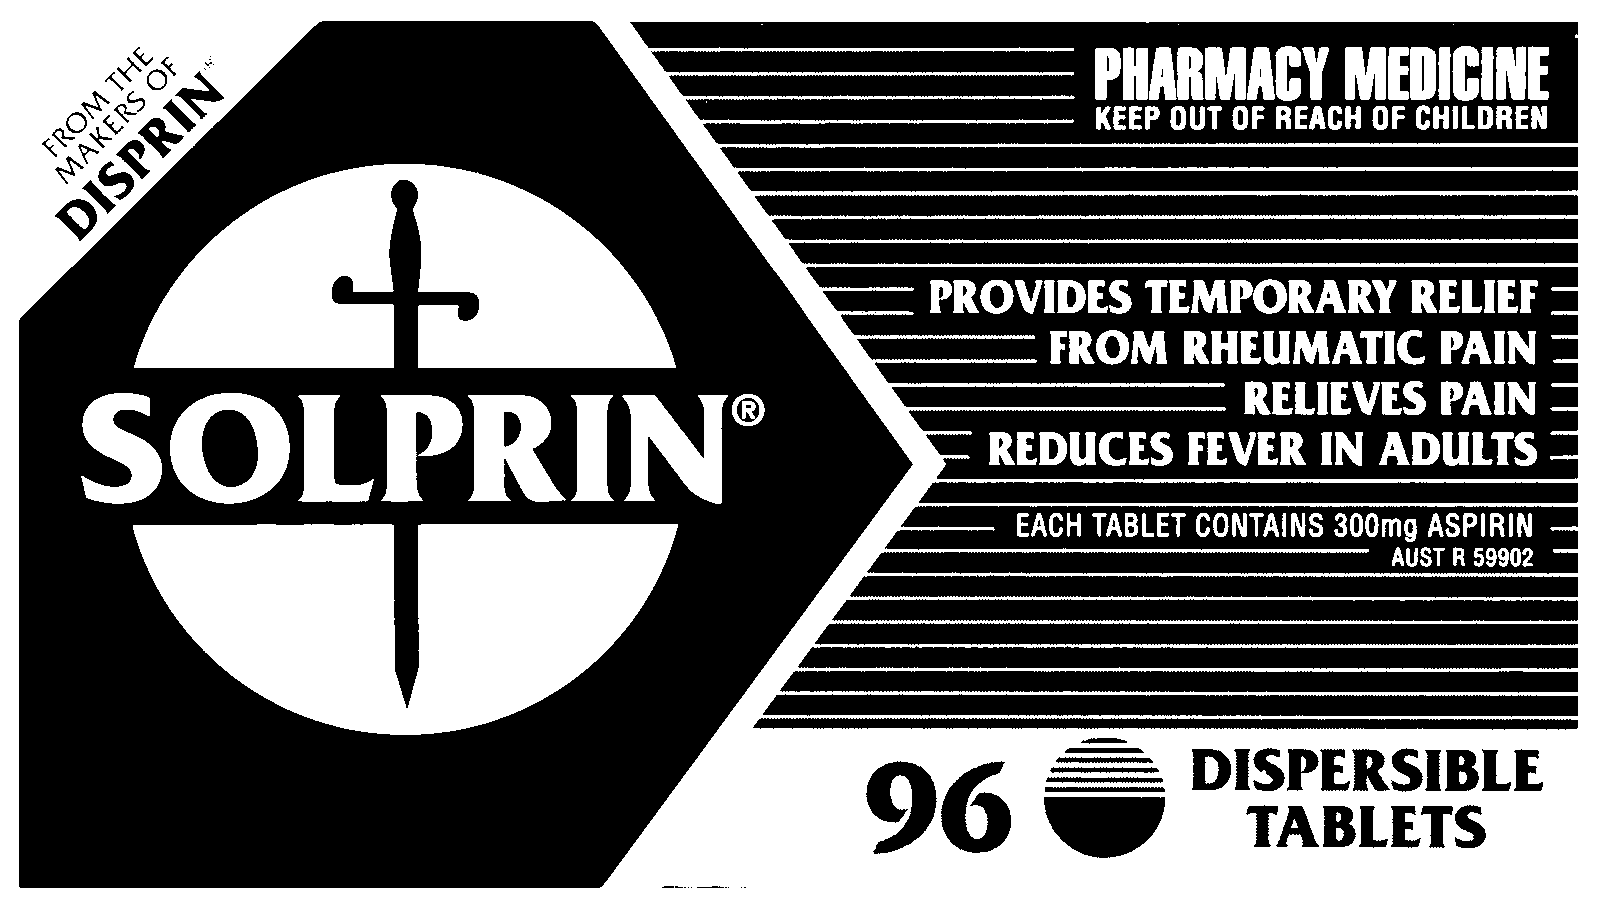 FROM THE
MAKERS OF
DISPRIN™
SOLPRIN®
PHARMACY MEDICINE
KEEP OUT OF REACH OF CHILDREN
PROVIDES TEMPORARY RELIEF
FROM RHEUMATIC PAIN
RELIEVES PAIN
REDUCES FEVER IN ADULTS
EACH TABLET CONTAINS 300mg ASPIRIN
AUST R 59902
96 DISPERSIBLE
TABLETS